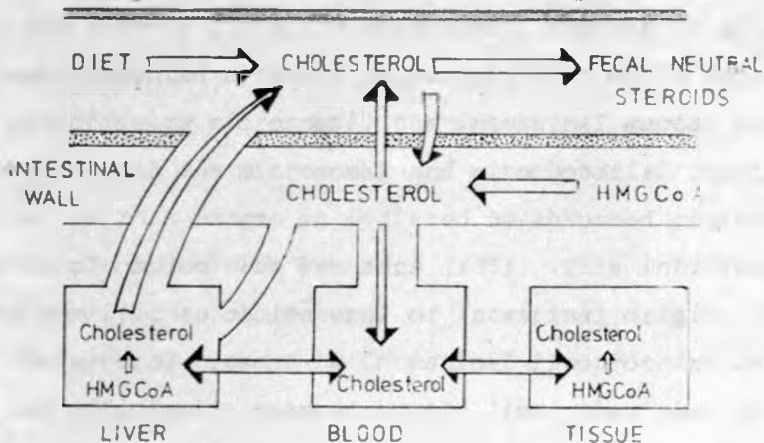 DIET CHOLESTEROL FECAL NEUTRAL
STEROIDS
INTESTINAL
WALL
CHOLESTEROL HMGCoA
Cholesterol
HMGCoA
Cholesterol
Cholesterol
HMGCoA
LIVER BLOOD TISSUE